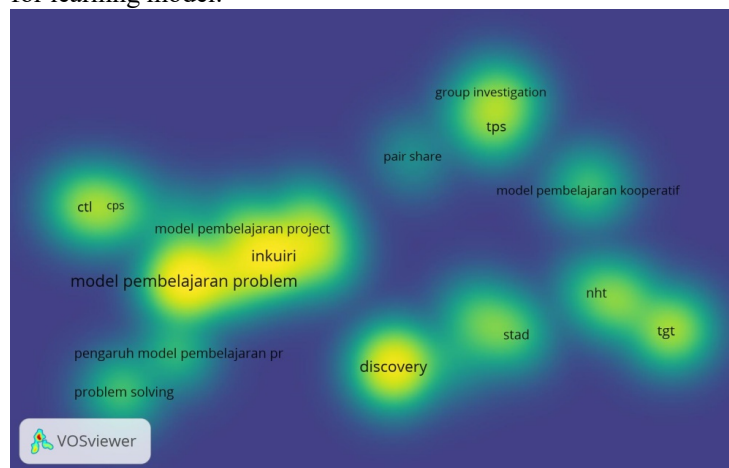 for learning model.
group investigation
tps
pair share
model pembelajaran kooperatif
ctl
cps
model pembelajaran project
inkuiri
model pembelajaran problem
nht
tgt
stad
pengaruh model pembelajaran pr
discovery
problem solving
VOSviewer